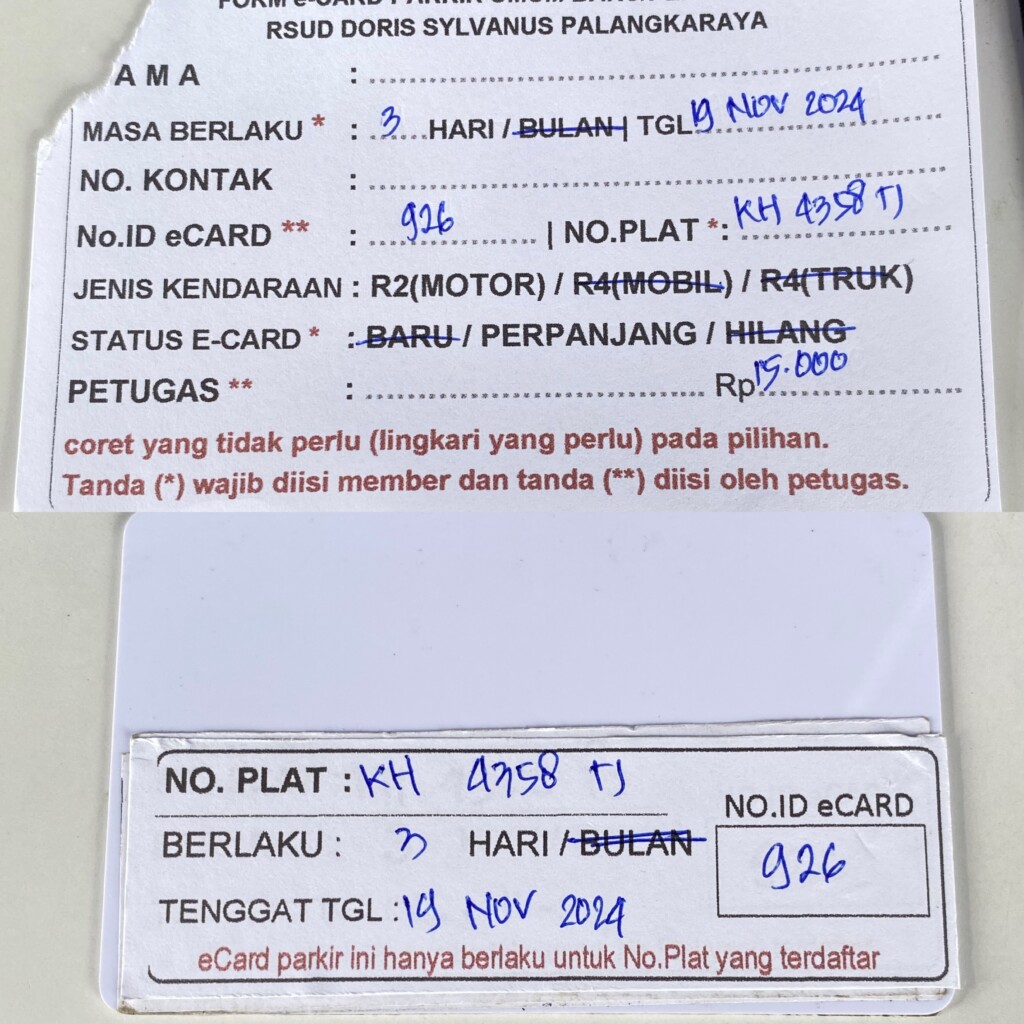 RSUD DORIS SYLVANUS PALANGKARAYA
AMA : 
MASA BERLAKU * : 3 HARI / BULAN | TGL 19 NOV 2024
NO. KONTAK :
No.ID eCARD ** : 926 | NO.PLAT *: KH 4358 TJ
JENIS KENDARAAN : R2(MOTOR) / R4(MOBIL) / R4(TRUK)
STATUS E-CARD * : BARU / PERPANJANG / HILANG
PETUGAS ** : Rp 15.000
coret yang tidak perlu (lingkari yang perlu) pada pilihan.
Tanda (*) wajib diisi member dan tanda (**) diisi oleh petugas.
NO. PLAT : KH 4358 TJ
BERLAKU : 3 HARI / BULAN
TENGGAT TGL : 19 NOV 2024
NO.ID eCARD
926
eCard parkir ini hanya berlaku untuk No.Plat yang terdaftar